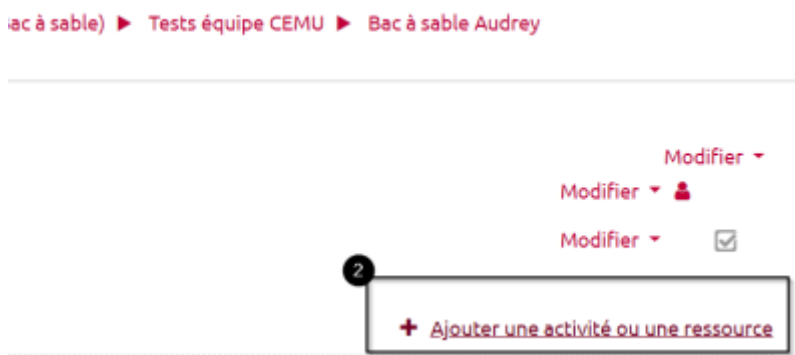 ac à sable) ▶ Tests équipe CEMU ▶ Bac à sable Audrey
Modifier
Modifier
Modifier
2
+ Ajouter une activité ou une ressource